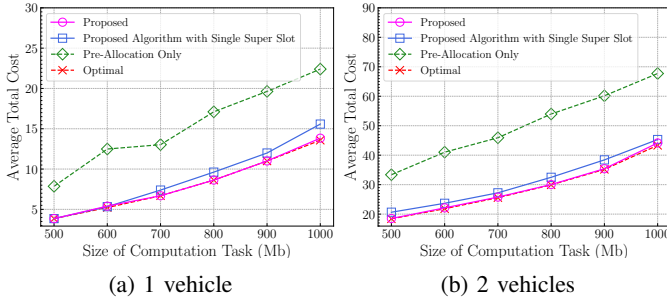 30
25
20
15
10
5
Average Total Cost
Proposed
Proposed Algorithm with Single Super Slot
Pre-Allocation Only
Optimal
500 600 700 800 900 1000
Size of Computation Task (Mb)
(a) 1 vehicle
90
80
70
60
50
40
30
20
Average Total Cost
Proposed
Proposed Algorithm with Single Super Slot
Pre-Allocation Only
Optimal
500 600 700 800 900 1000
Size of Computation Task (Mb)
(b) 2 vehicles